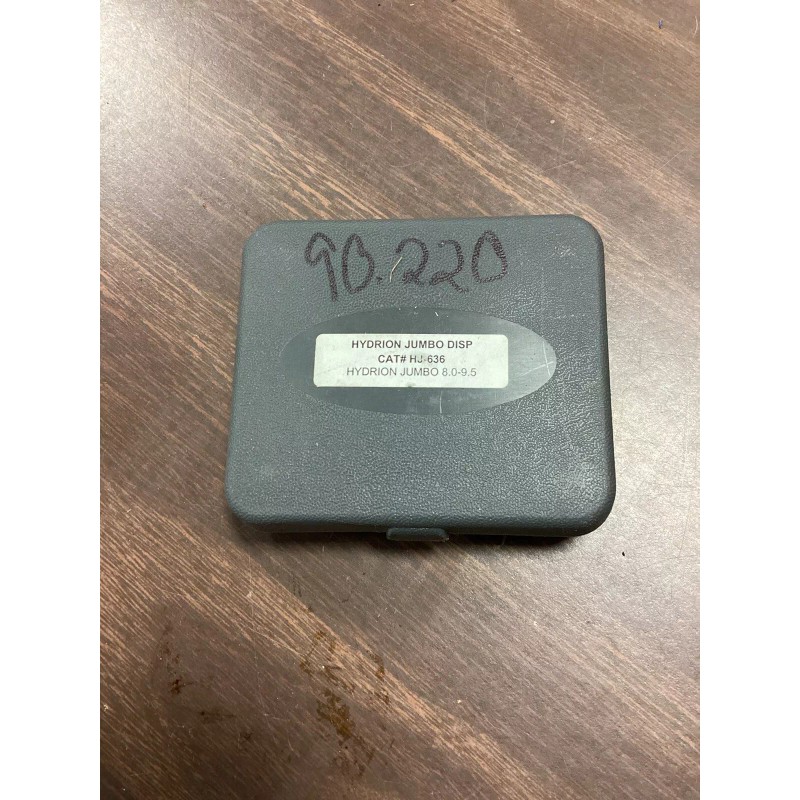 90.220
HYDRION JUMBO DISP
CAT# HJ-636
HYDRION JUMBO 8.0-9.5